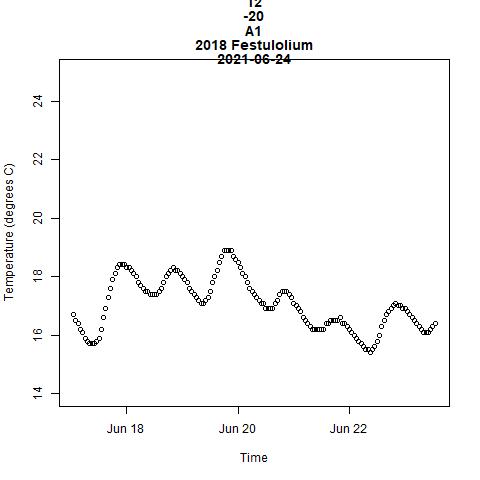 T2
-20
A1
2018 Festulolium
2021-06-24
Temperature (degrees C)
24
22
20
18
16
14
Jun 18
Jun 20
Jun 22
Time